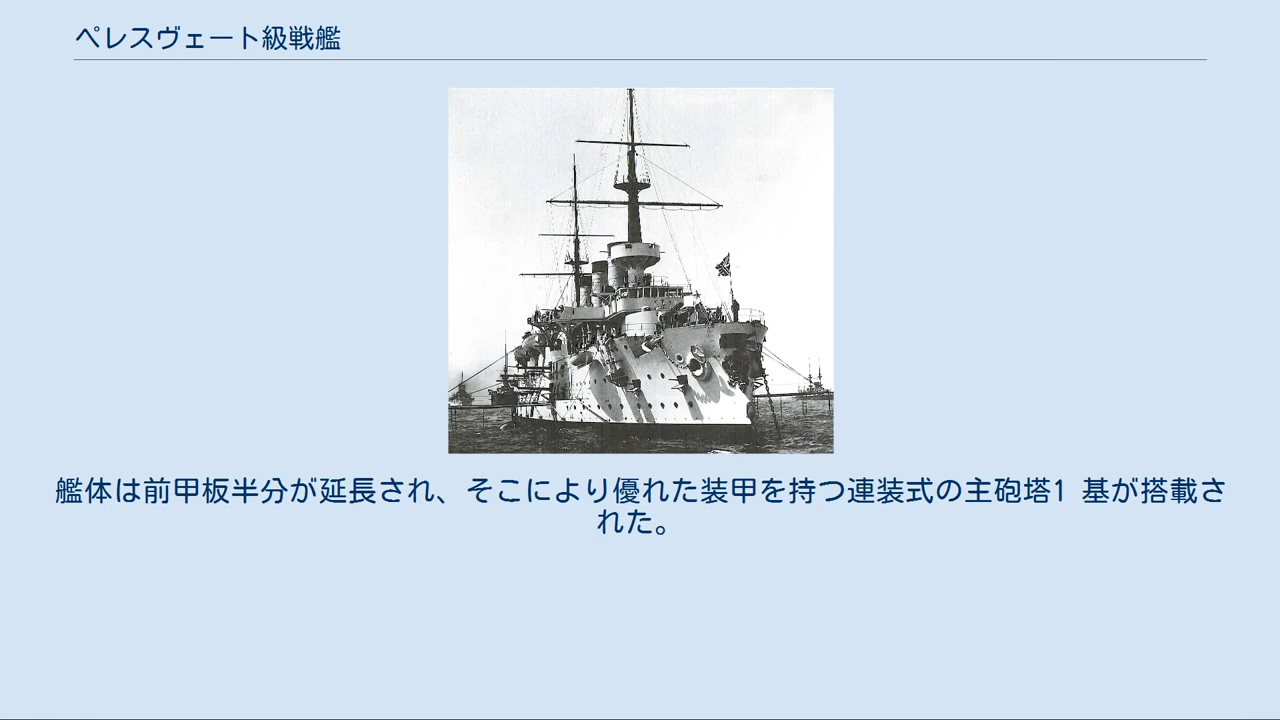 ペレスヴェート級戦艦
艦体は前甲板半分が延長され、そこにより優れた装甲を持つ連装式の主砲塔1 基が搭載さ
れた。